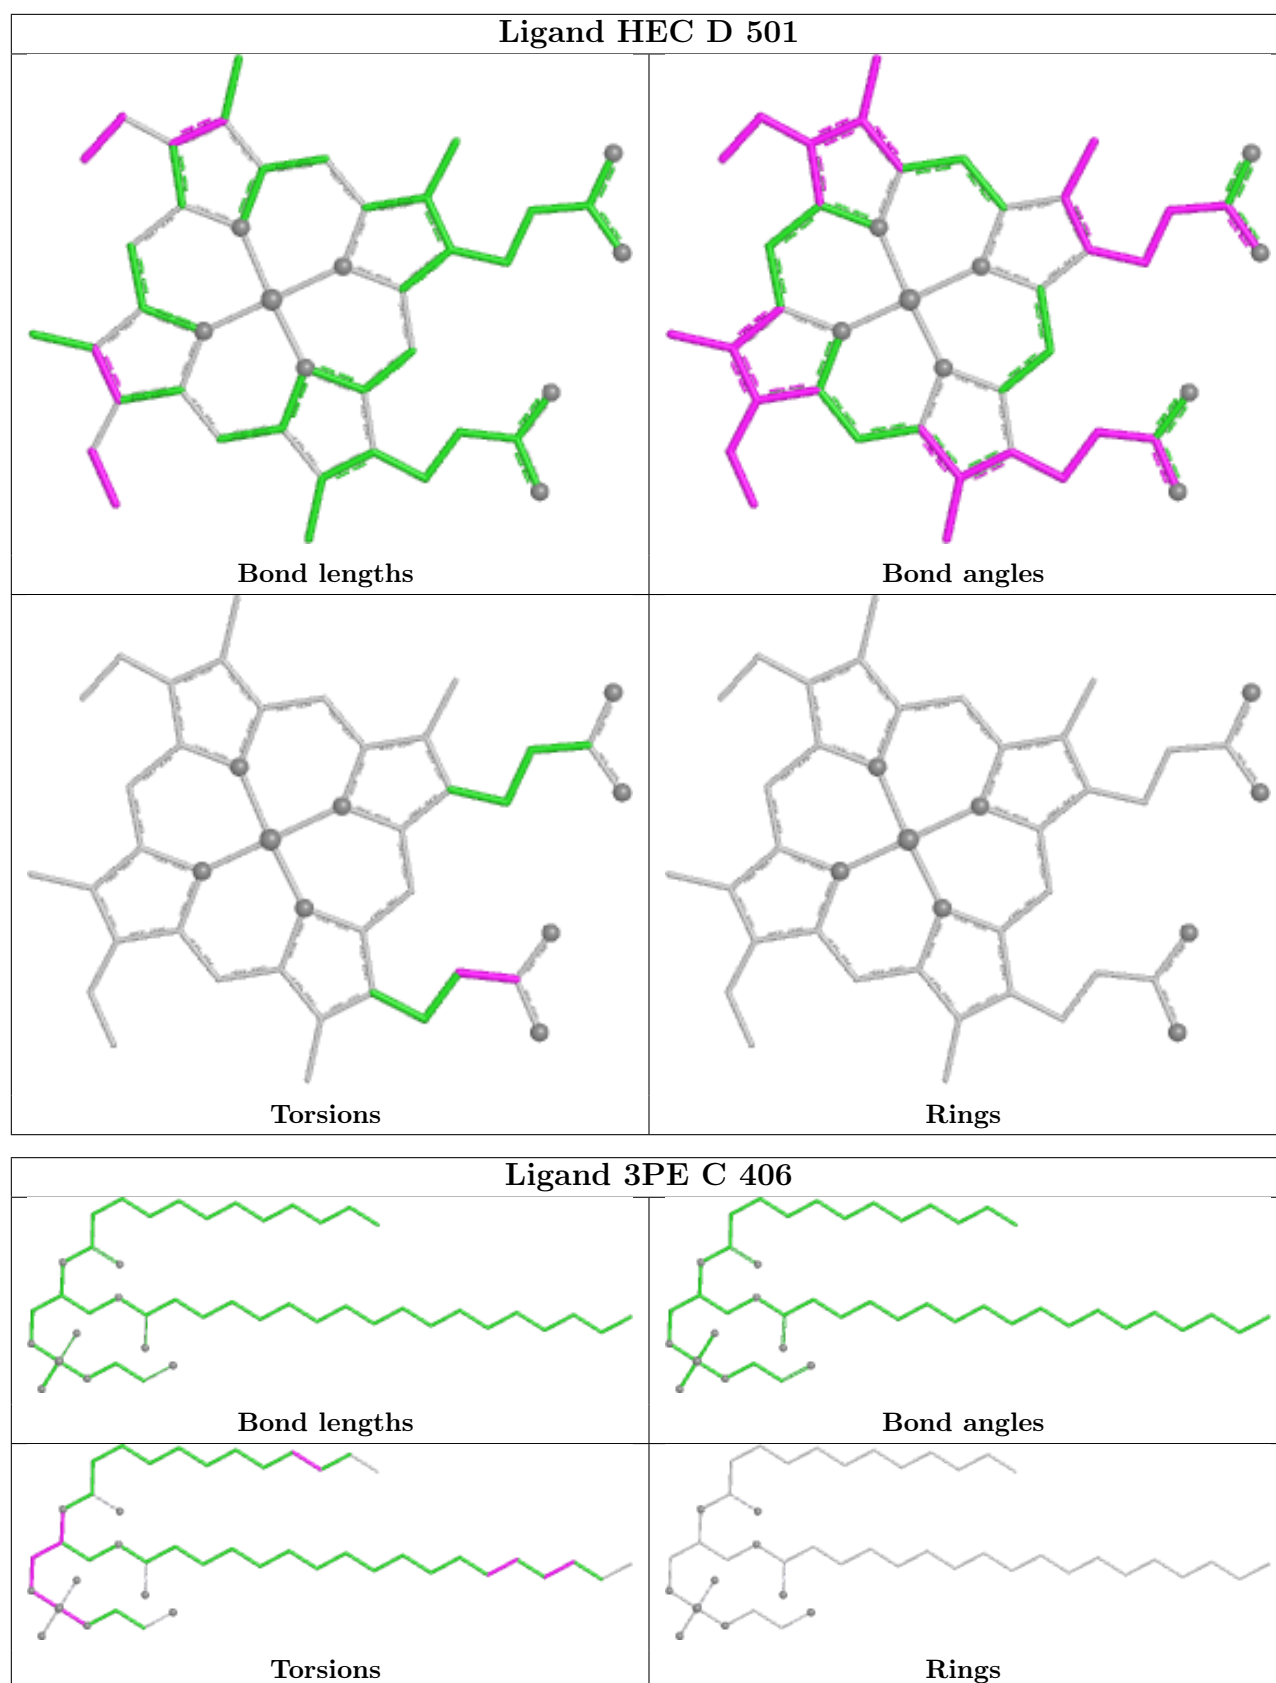 Ligand HEC D 501
Bond lengths
Bond angles
Torsions
Rings
Ligand 3PE C 406
Bond lengths
Bond angles
Torsions
Rings